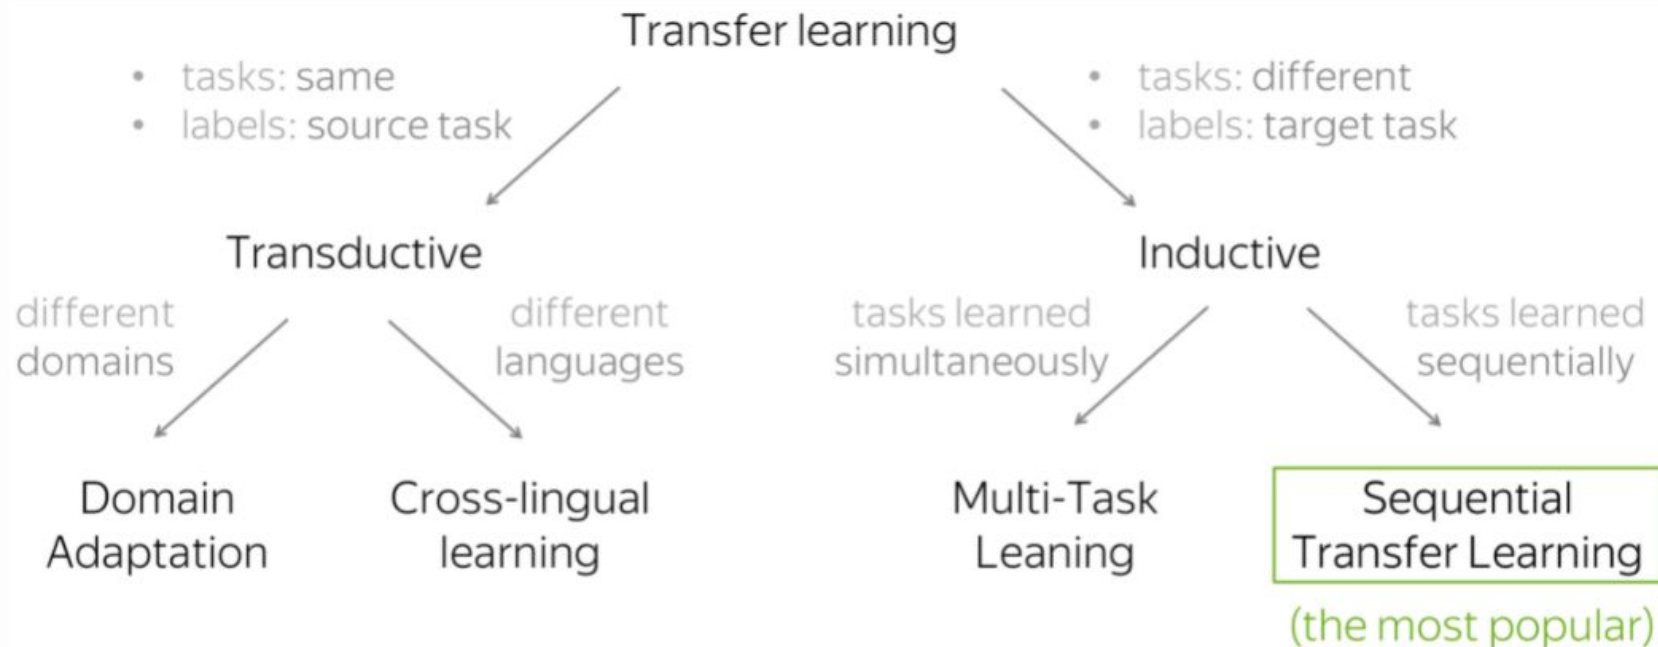 Transfer learning
• tasks: same
• labels: source task
• tasks: different
• labels: target task
Transductive
Inductive
different
domains
different
languages
tasks learned
simultaneously
tasks learned
sequentially
Domain
Adaptation
Cross-lingual
learning
Multi-Task
Leaning
Sequential
Transfer Learning
(the most popular)